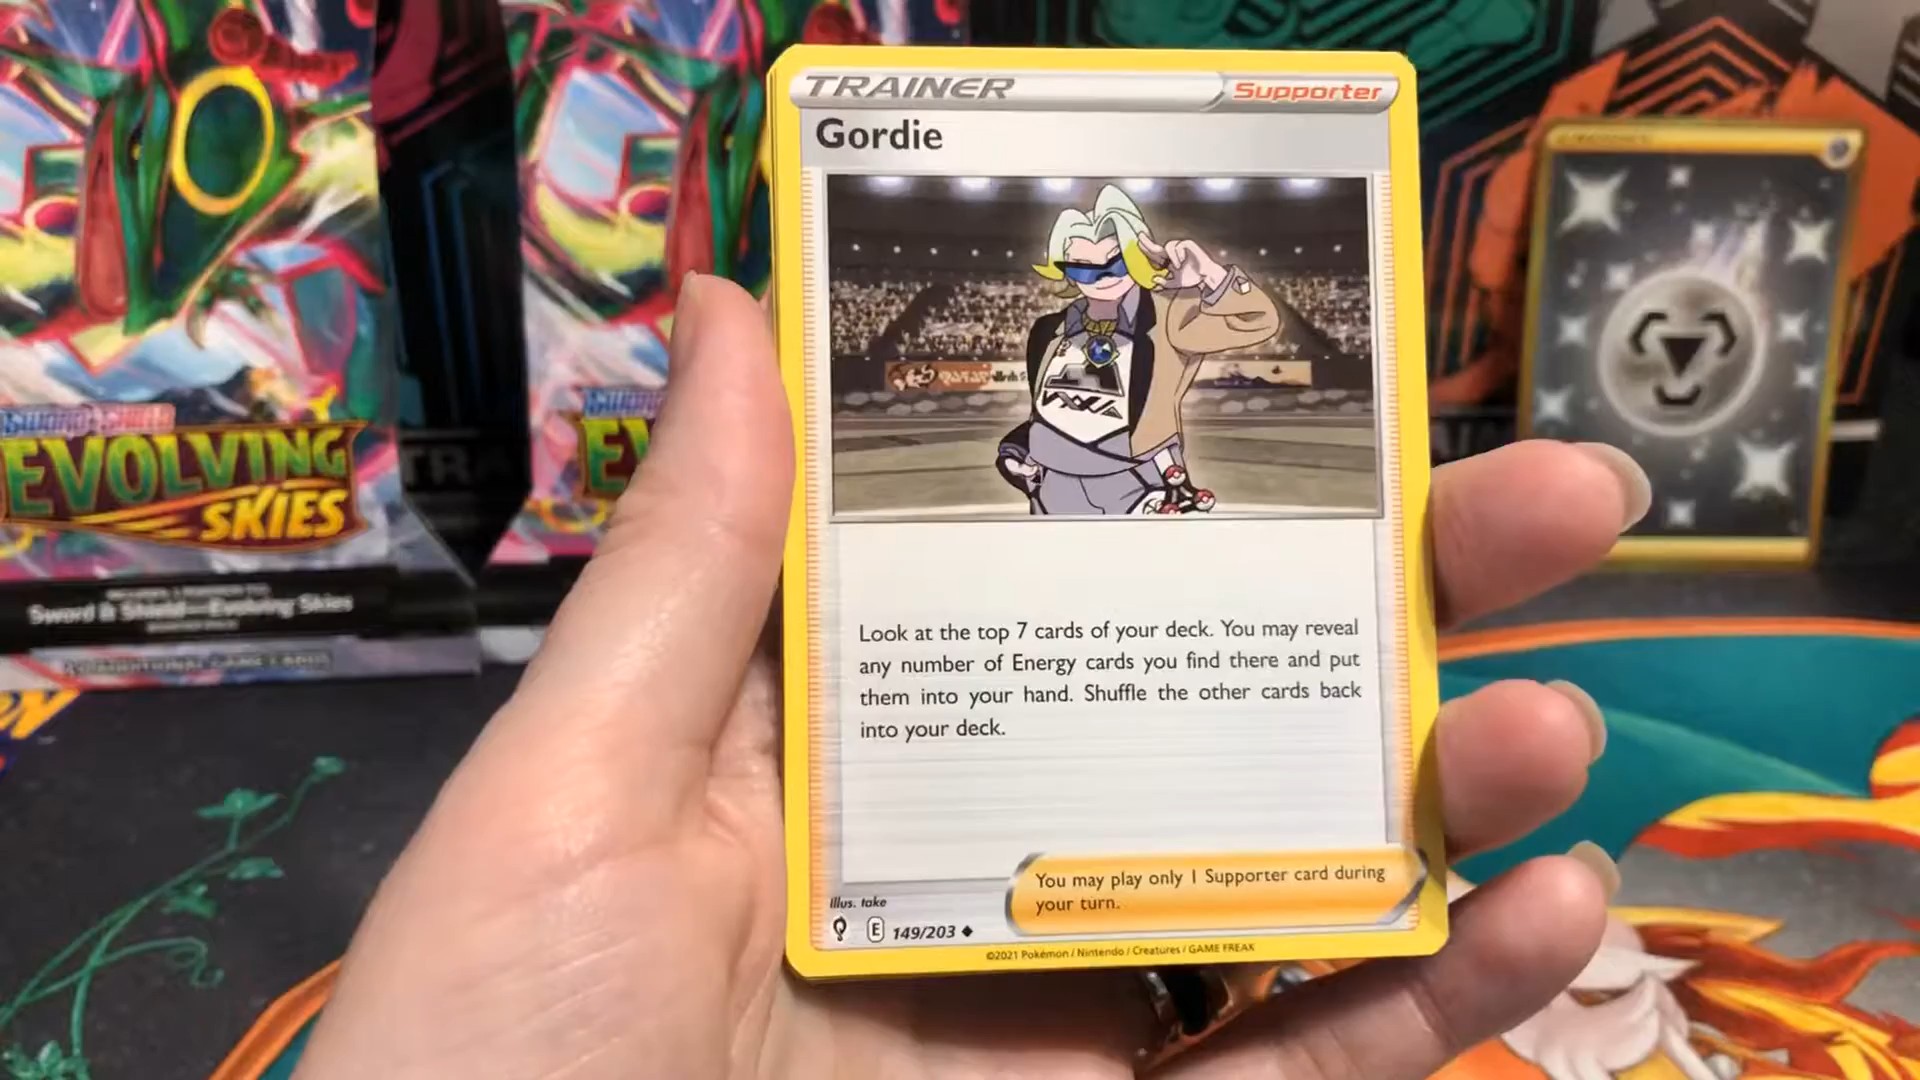 TRAINER
Supporter
Gordie
Look at the top 7 cards of your deck. You may reveal
any number of Energy cards you find there and put
them into your hand. Shuffle the other cards back
into your deck.
You may play only 1 Supporter card during
your turn.
Illus. take
E 149/203
©2021 Pokémon / Nintendo / Creatures / GAME FREAK
SWORD & SHIELD
EVOLVING
SKIES
Sword & Shield—Evolving Skies